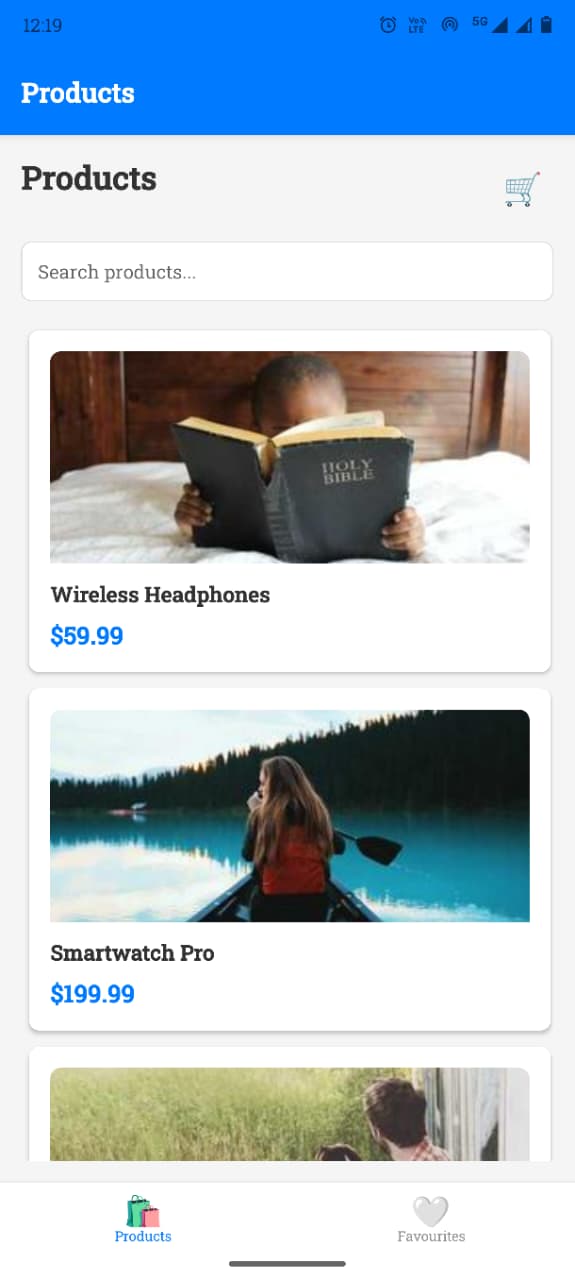 12:19
Vo
LTE
5G
Products
Products
Search products...
HOLY
BIBLE
Wireless Headphones
$59.99
Smartwatch Pro
$199.99
Products
Favourites